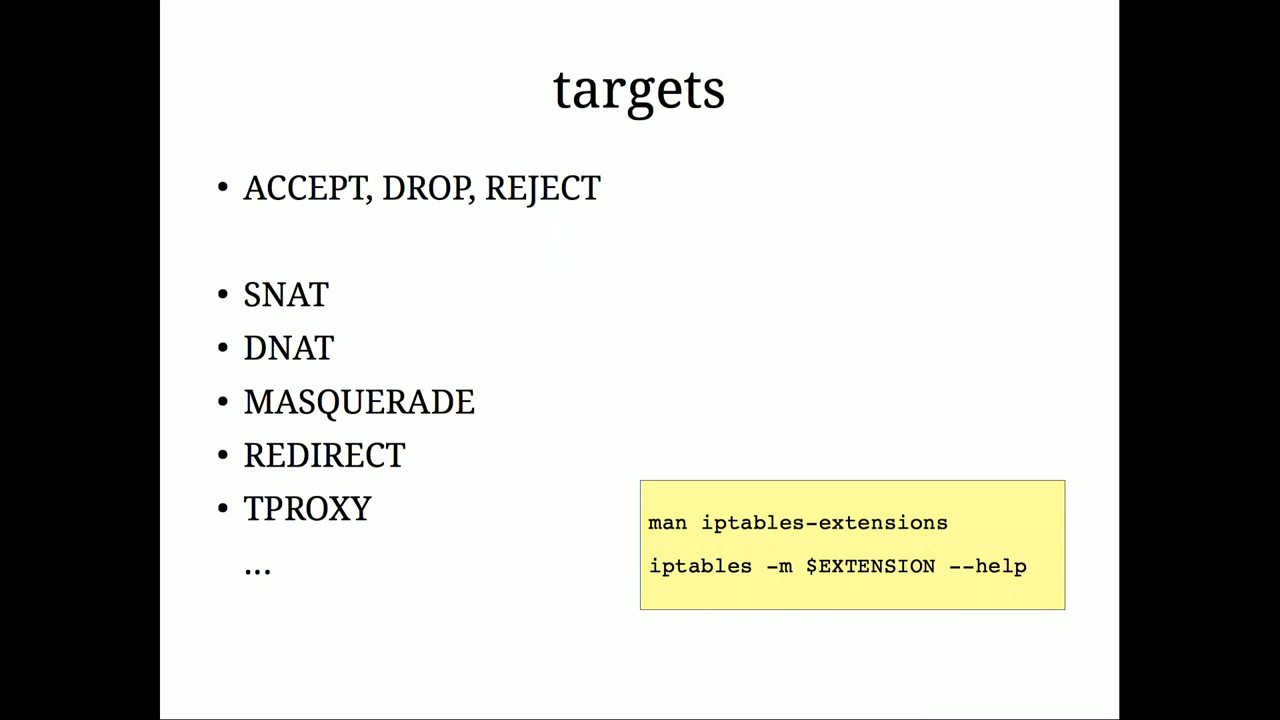 targets
• ACCEPT, DROP, REJECT
• SNAT
• DNAT
• MASQUERADE
• REDIRECT
• TPROXY
...
man iptables-extensions
iptables -m $EXTENSION --help